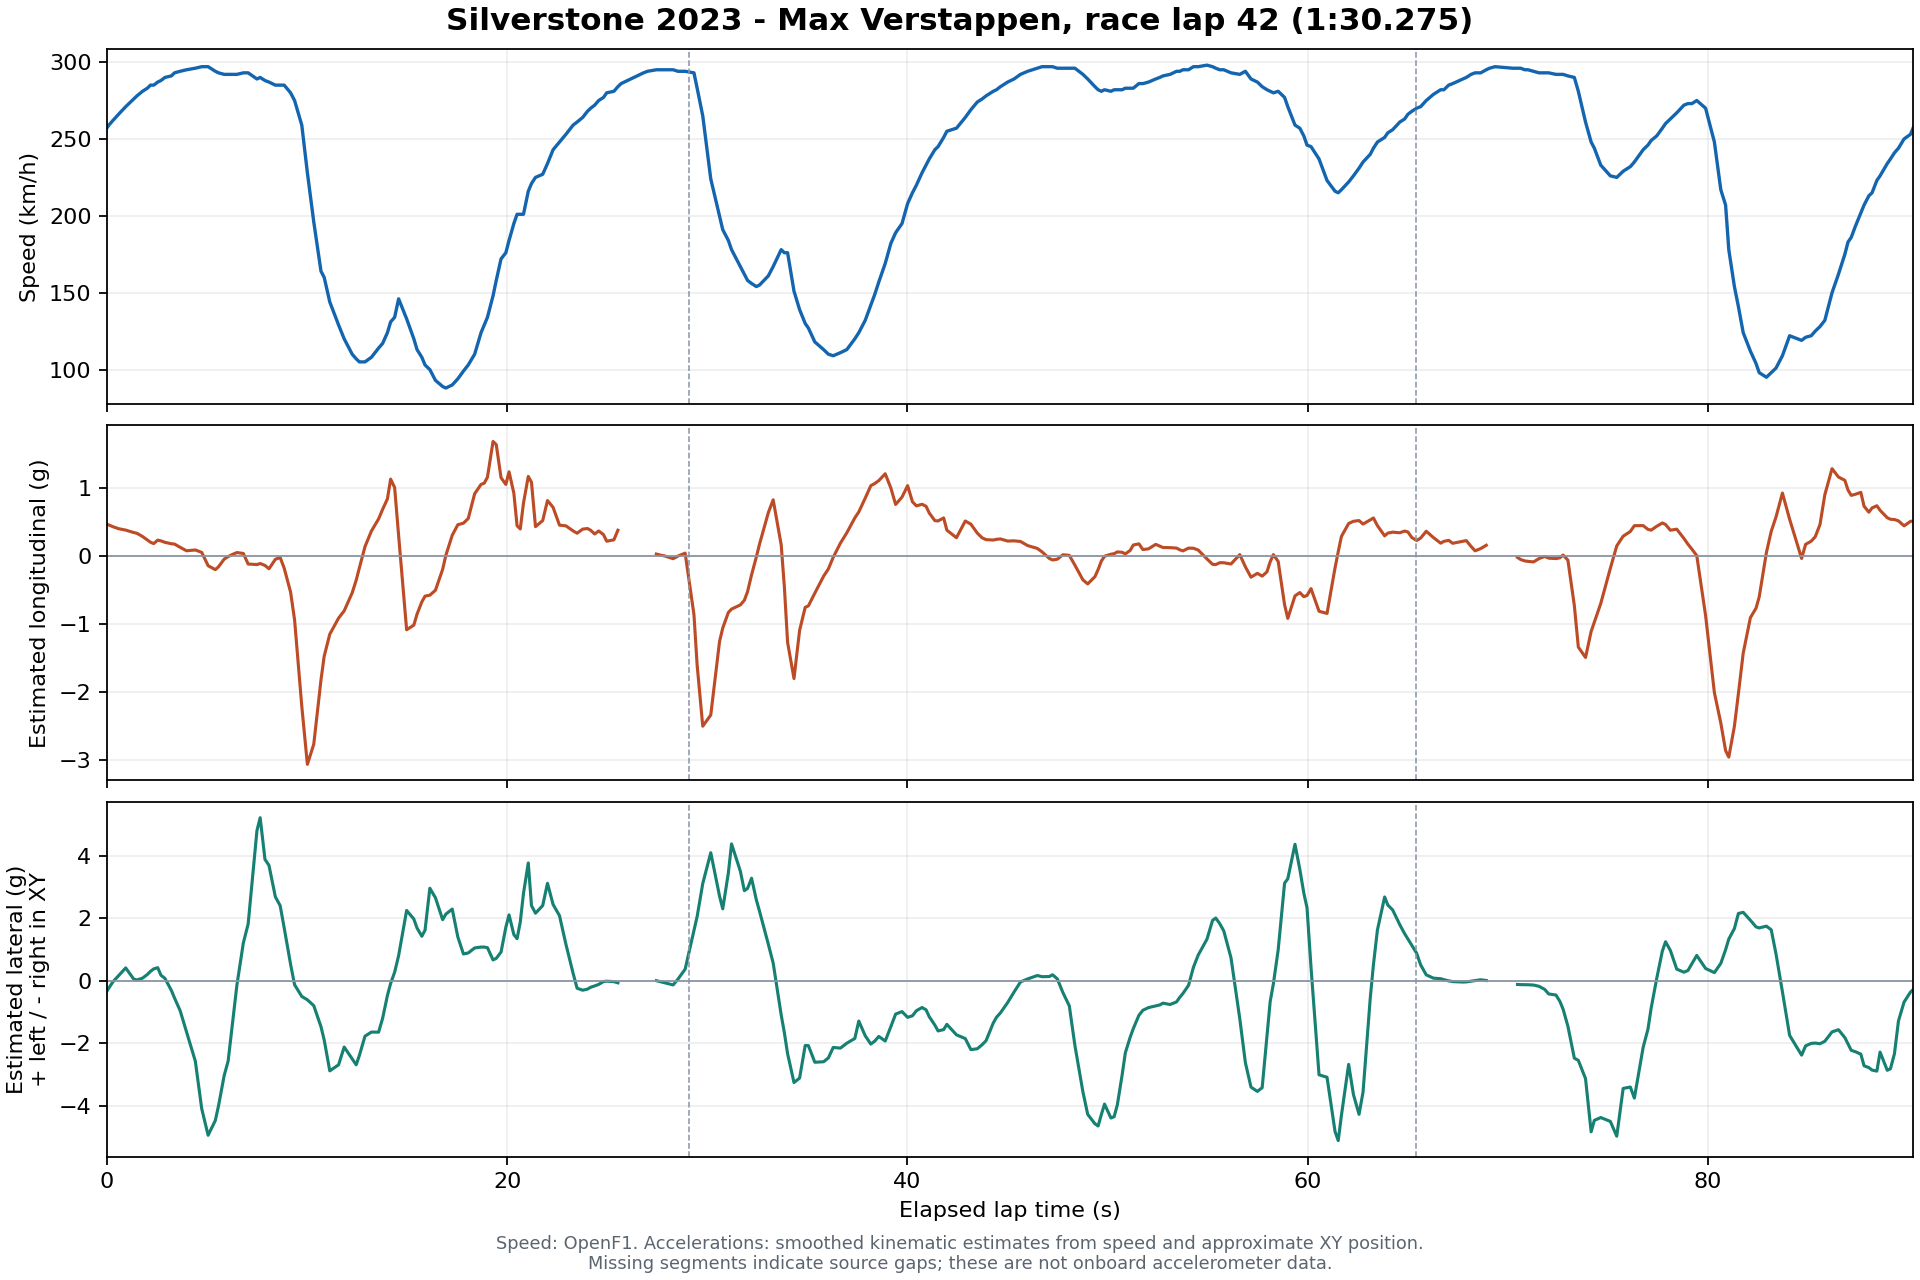 Silverstone 2023 - Max Verstappen, race lap 42 (1:30.275)
Speed (km/h)
300
250
200
150
100
Estimated longitudinal (g)
1
0
−1
−2
−3
Estimated lateral (g)
+ left / - right in XY
4
2
0
−2
−4
0
20
40
60
80
Elapsed lap time (s)
Speed: OpenF1. Accelerations: smoothed kinematic estimates from speed and approximate XY position.
Missing segments indicate source gaps; these are not onboard accelerometer data.